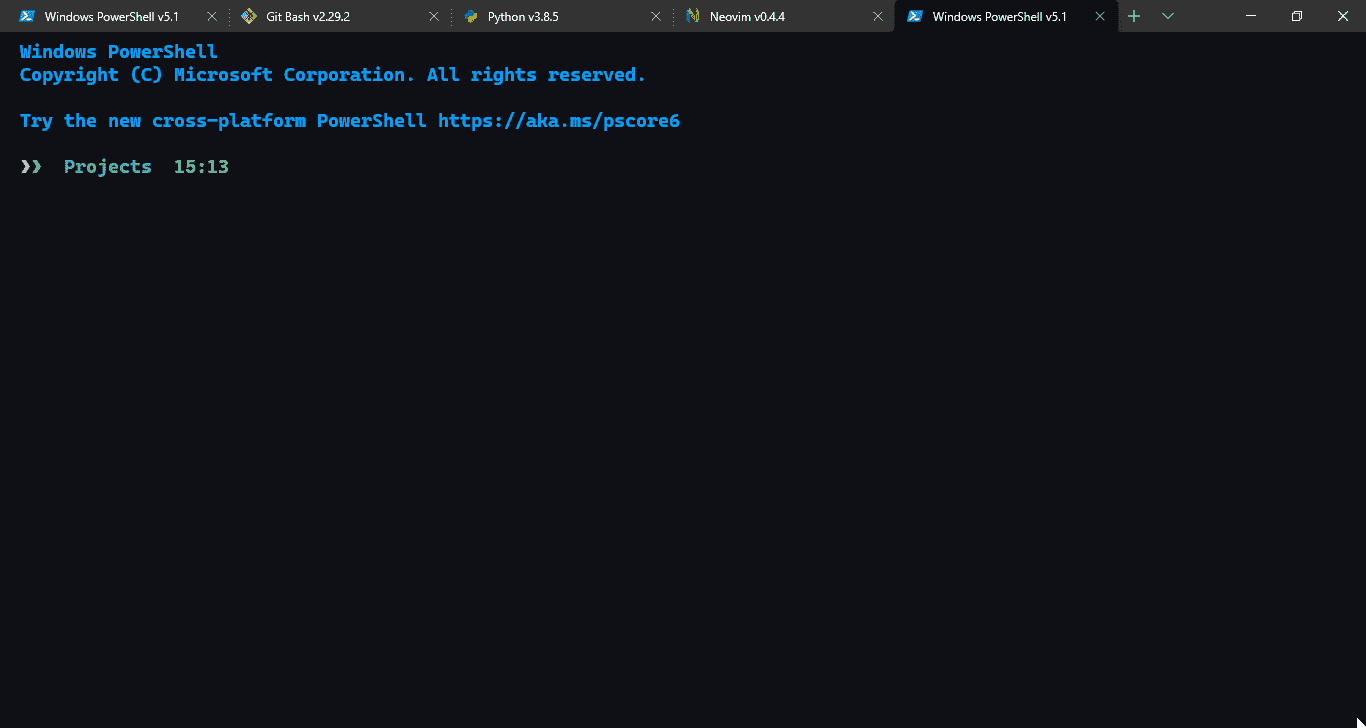 Windows PowerShell v5.1
Git Bash v2.29.2
Python v3.8.5
Neovim v0.4.4
Windows PowerShell v5.1
Windows PowerShell
Copyright (C) Microsoft Corporation. All rights reserved.
Try the new cross-platform PowerShell https://aka.ms/pscore6
❯❯ Projects 15:13